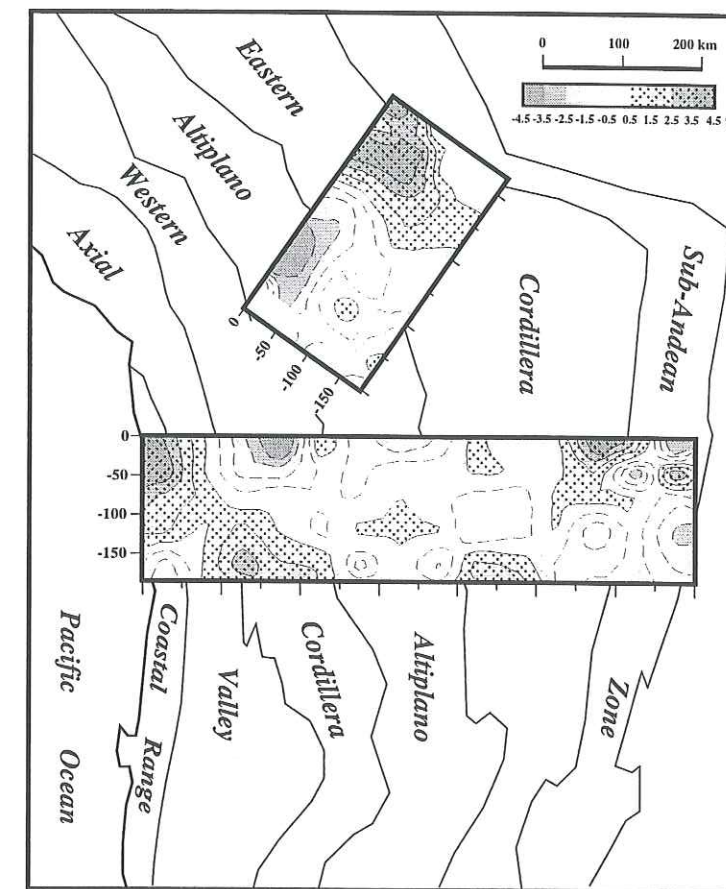 0 100 200 km
-4.5 -3.5 -2.5 -1.5 -0.5 0.5 1.5 2.5 3.5 4.5
Eastern
Altiplano
Western
Axial
Cordillera
Sub-Andean
0
-50
-100
-150
0
-50
-100
-150
Pacific
Ocean
Coastal
Range
Valley
Cordillera
Altiplano
Zone